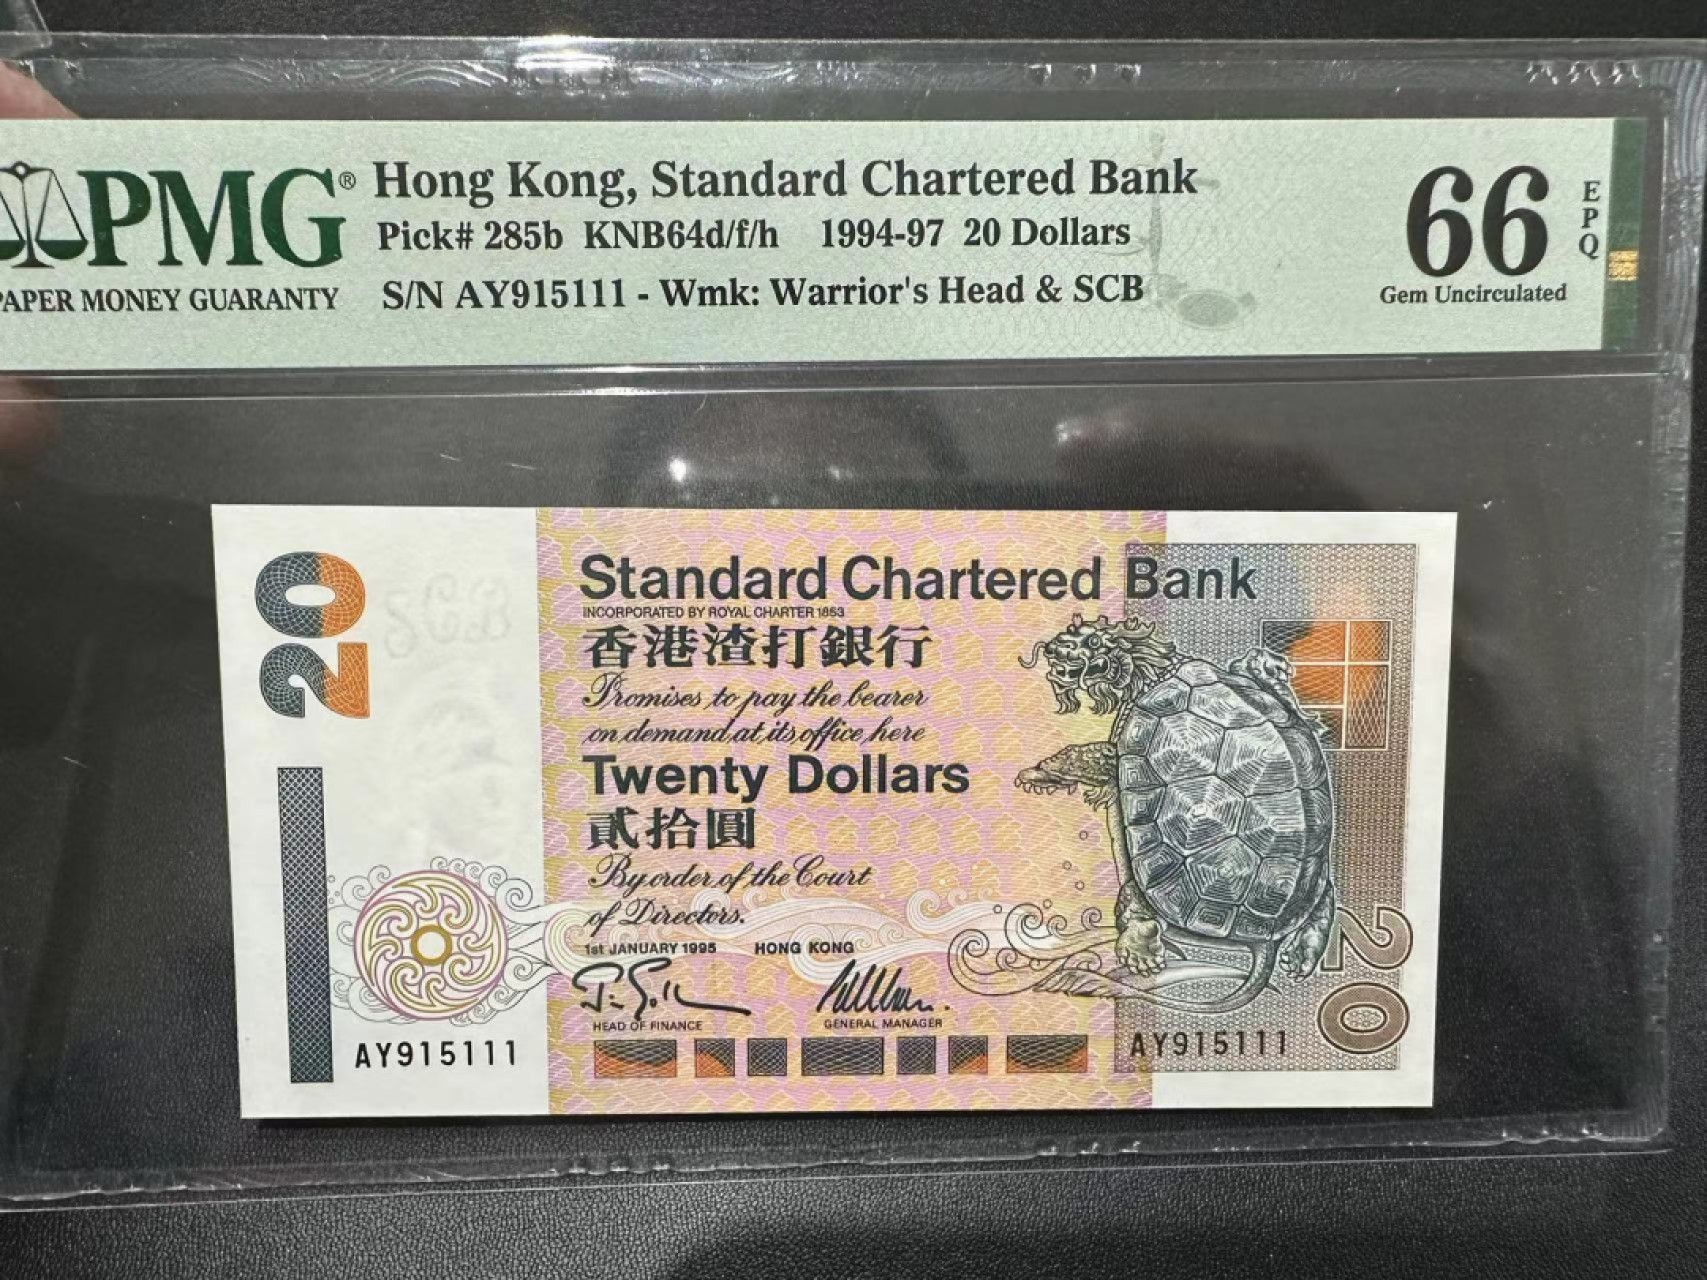 PMG®
PAPER MONEY GUARANTY
Hong Kong, Standard Chartered Bank
Pick# 285b KNB64d/f/h 1994-97 20 Dollars
S/N AY915111 - Wmk: Warrior's Head & SCB
66
EPQ
Gem Uncirculated
20
Standard Chartered Bank
INCORPORATED BY ROYAL CHARTER 1853
香港渣打銀行
Promises to pay the bearer
on demand at its office here
Twenty Dollars
貳拾圓
By order of the Court
of Directors.
1st JANUARY 1995 HONG KONG
HEAD OF FINANCE
GENERAL MANAGER
AY915111
AY915111
20